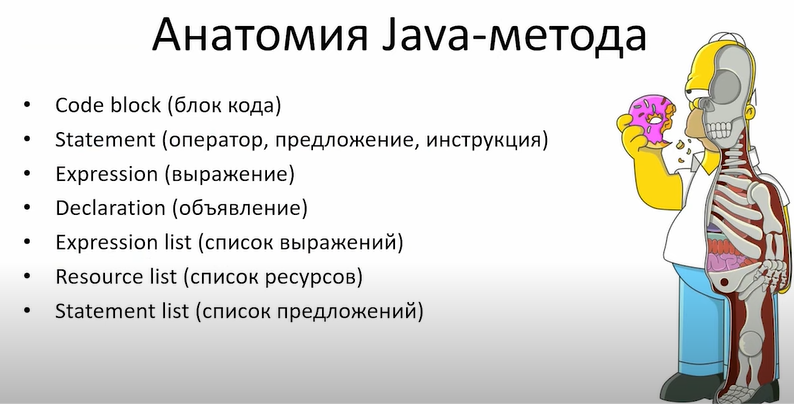 Анатомия Java-метода
• Code block (блок кода)
• Statement (оператор, предложение, инструкция)
• Expression (выражение)
• Declaration (объявление)
• Expression list (список выражений)
• Resource list (список ресурсов)
• Statement list (список предложений)